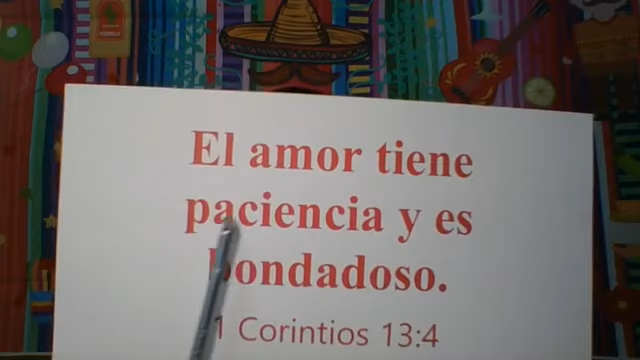 El amor tiene
paciencia y es
bondadoso.
1 Corintios 13:4